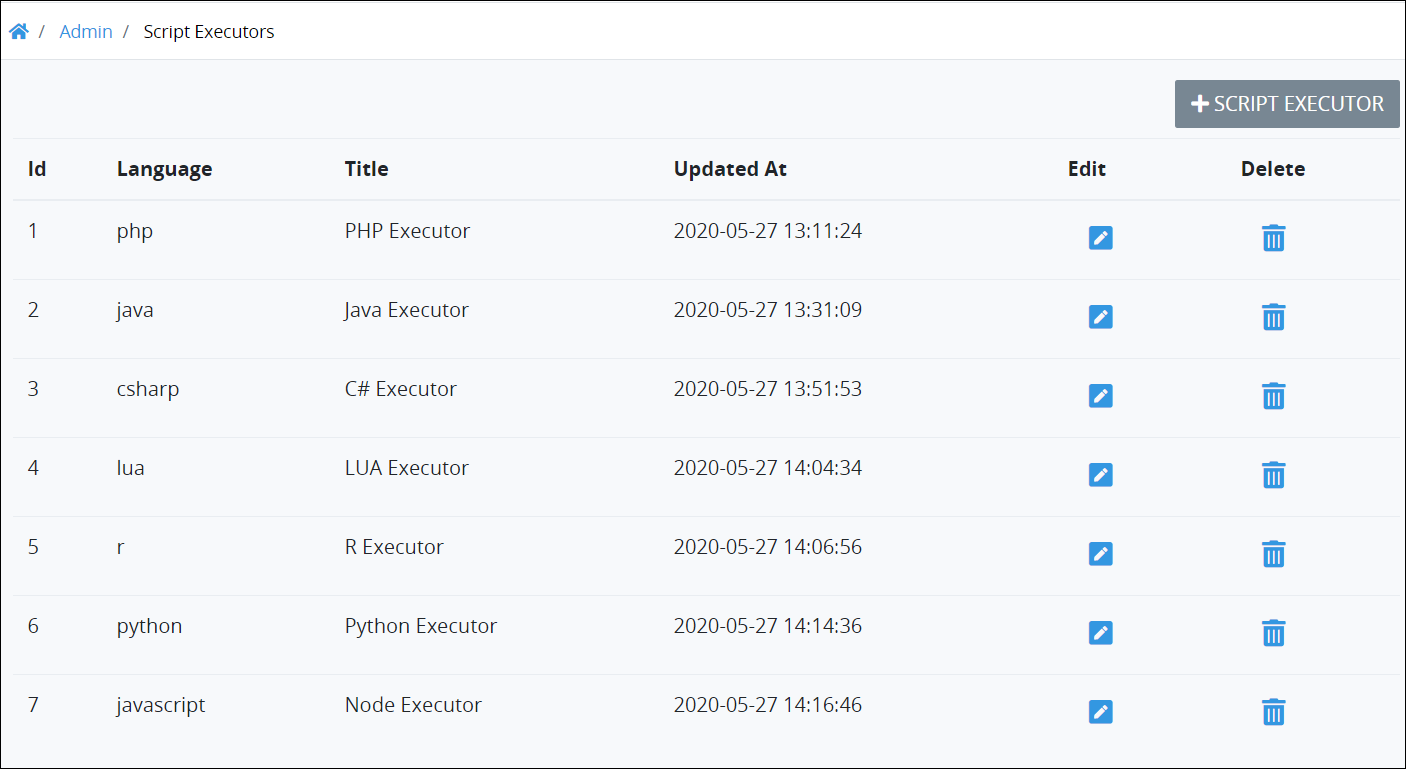 / Admin / Script Executors
SCRIPT EXECUTOR
Id Language Title Updated At Edit Delete
1 php PHP Executor 2020-05-27 13:11:24
2 java Java Executor 2020-05-27 13:31:09
3 csharp C# Executor 2020-05-27 13:51:53
4 lua LUA Executor 2020-05-27 14:04:34
5 r R Executor 2020-05-27 14:06:56
6 python Python Executor 2020-05-27 14:14:36
7 javascript Node Executor 2020-05-27 14:16:46